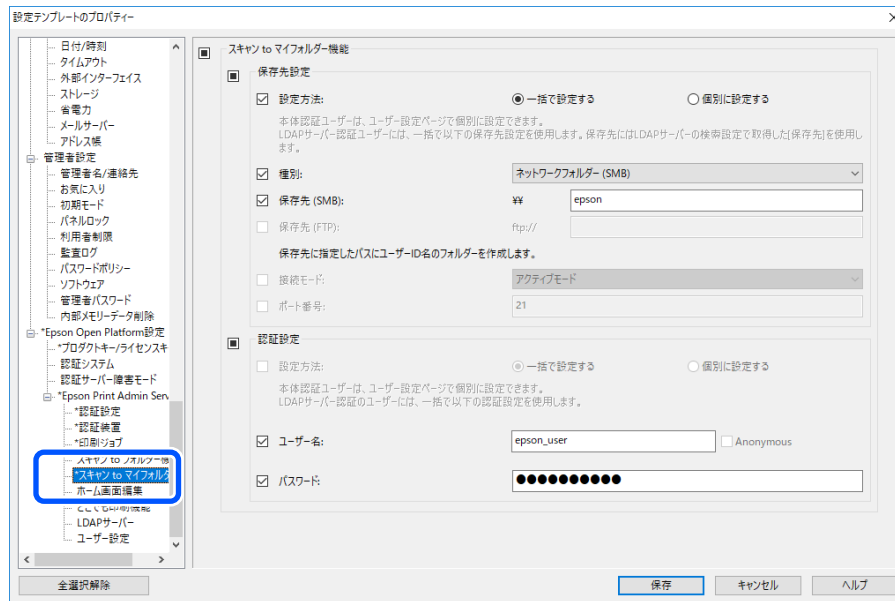 設定テンプレートのプロパティー
日付/時刻
タイムアウト
外部インターフェイス
ストレージ
省電力
メールサーバー
アドレス帳
管理者設定
管理者名/連絡先
お気に入り
初期モード
パネルロック
利用者制限
監査ログ
パスワードポリシー
ソフトウェア
管理者パスワード
内部メモリーデータ削除
*Epson Open Platform設定
*プロダクトキー/ライセンスキ
認証システム
認証サーバー障害モード
*Epson Print Admin Serv
*認証設定
*認証装置
*印刷ジョブ
スキャン to フォルダー機
*スキャン to マイフォルダ
ホーム画面編集
どこでも印刷機能
LDAPサーバー
ユーザー設定
全選択解除
スキャン to マイフォルダー機能
保存先設定
設定方法: 一括で設定する 個別に設定する
本体認証ユーザーは、ユーザー設定ページで個別に設定できます。
LDAPサーバー認証ユーザーには、一括で以下の保存先設定を使用します。保存先にはLDAPサーバーの検索設定で取得した[保存先]を使用し
ます。
種別: ネットワークフォルダー (SMB)
保存先 (SMB): ¥¥ epson
保存先 (FTP): ftp://
保存先に指定したパスにユーザーID名のフォルダーを作成します。
接続モード: アクティブモード
ポート番号: 21
認証設定
設定方法: 一括で設定する 個別に設定する
本体認証ユーザーは、ユーザー設定ページで個別に設定できます。
LDAPサーバー認証のユーザーには、一括で以下の認証設定を使用します。
ユーザー名: epson_user Anonymous
パスワード: ●●●●●●●●●●
保存 キャンセル ヘルプ